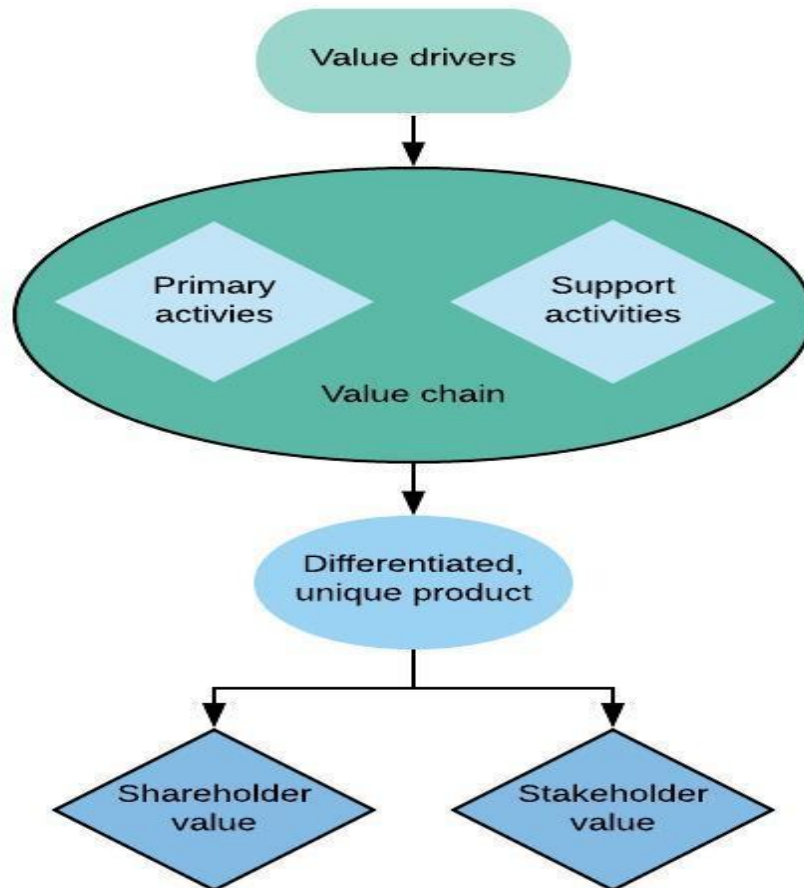 Value drivers
Primary
activies
Support
activities
Value chain
Differentiated,
unique product
Shareholder
value
Stakeholder
value